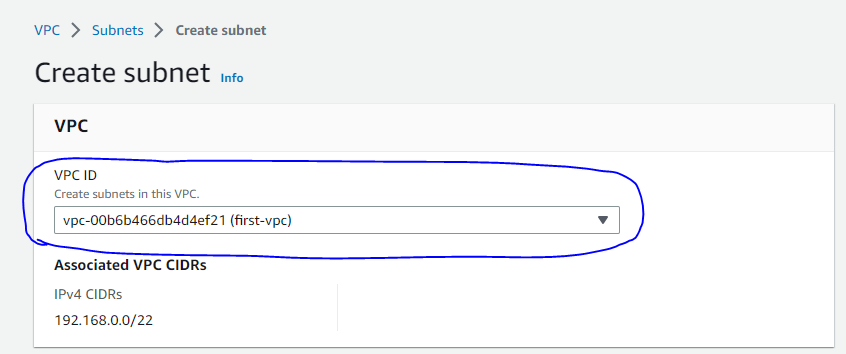 VPC > Subnets > Create subnet
Create subnet Info
VPC
VPC ID
Create subnets in this VPC.
vpc-00b6b466db4d4ef21 (first-vpc)
Associated VPC CIDRs
IPv4 CIDRs
192.168.0.0/22